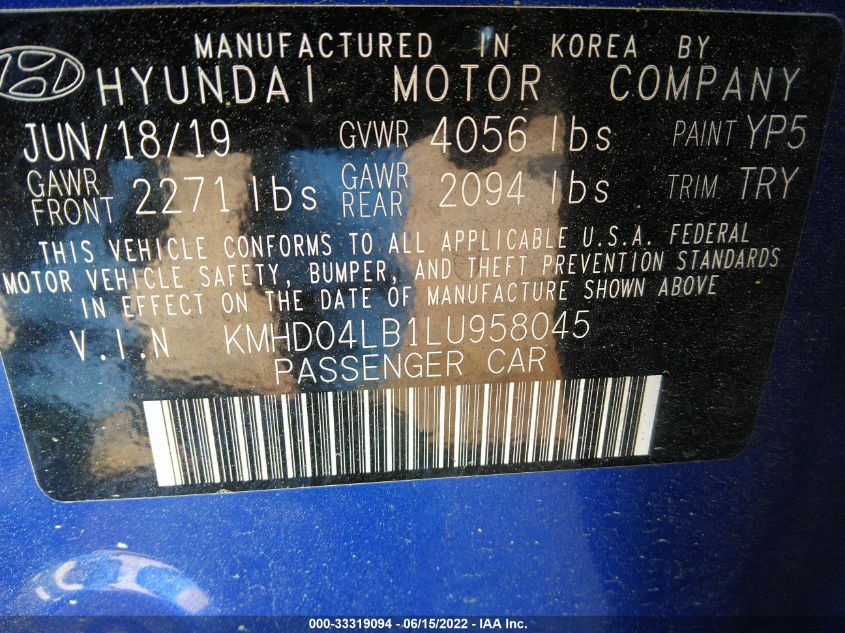 MANUFACTURED IN KOREA BY
HYUNDAI MOTOR COMPANY
JUN/18/19 GVWR 4056 lbs PAINT YP5
GAWR FRONT 2271 lbs GAWR REAR 2094 lbs TRIM TRY
THIS VEHICLE CONFORMS TO ALL APPLICABLE U.S.A. FEDERAL
MOTOR VEHICLE SAFETY, BUMPER, AND THEFT PREVENTION STANDARDS
IN EFFECT ON THE DATE OF MANUFACTURE SHOWN ABOVE
V.I.N KMHD04LB1LU958045
PASSENGER CAR
000-33319094 - 06/15/2022 - IAA Inc.